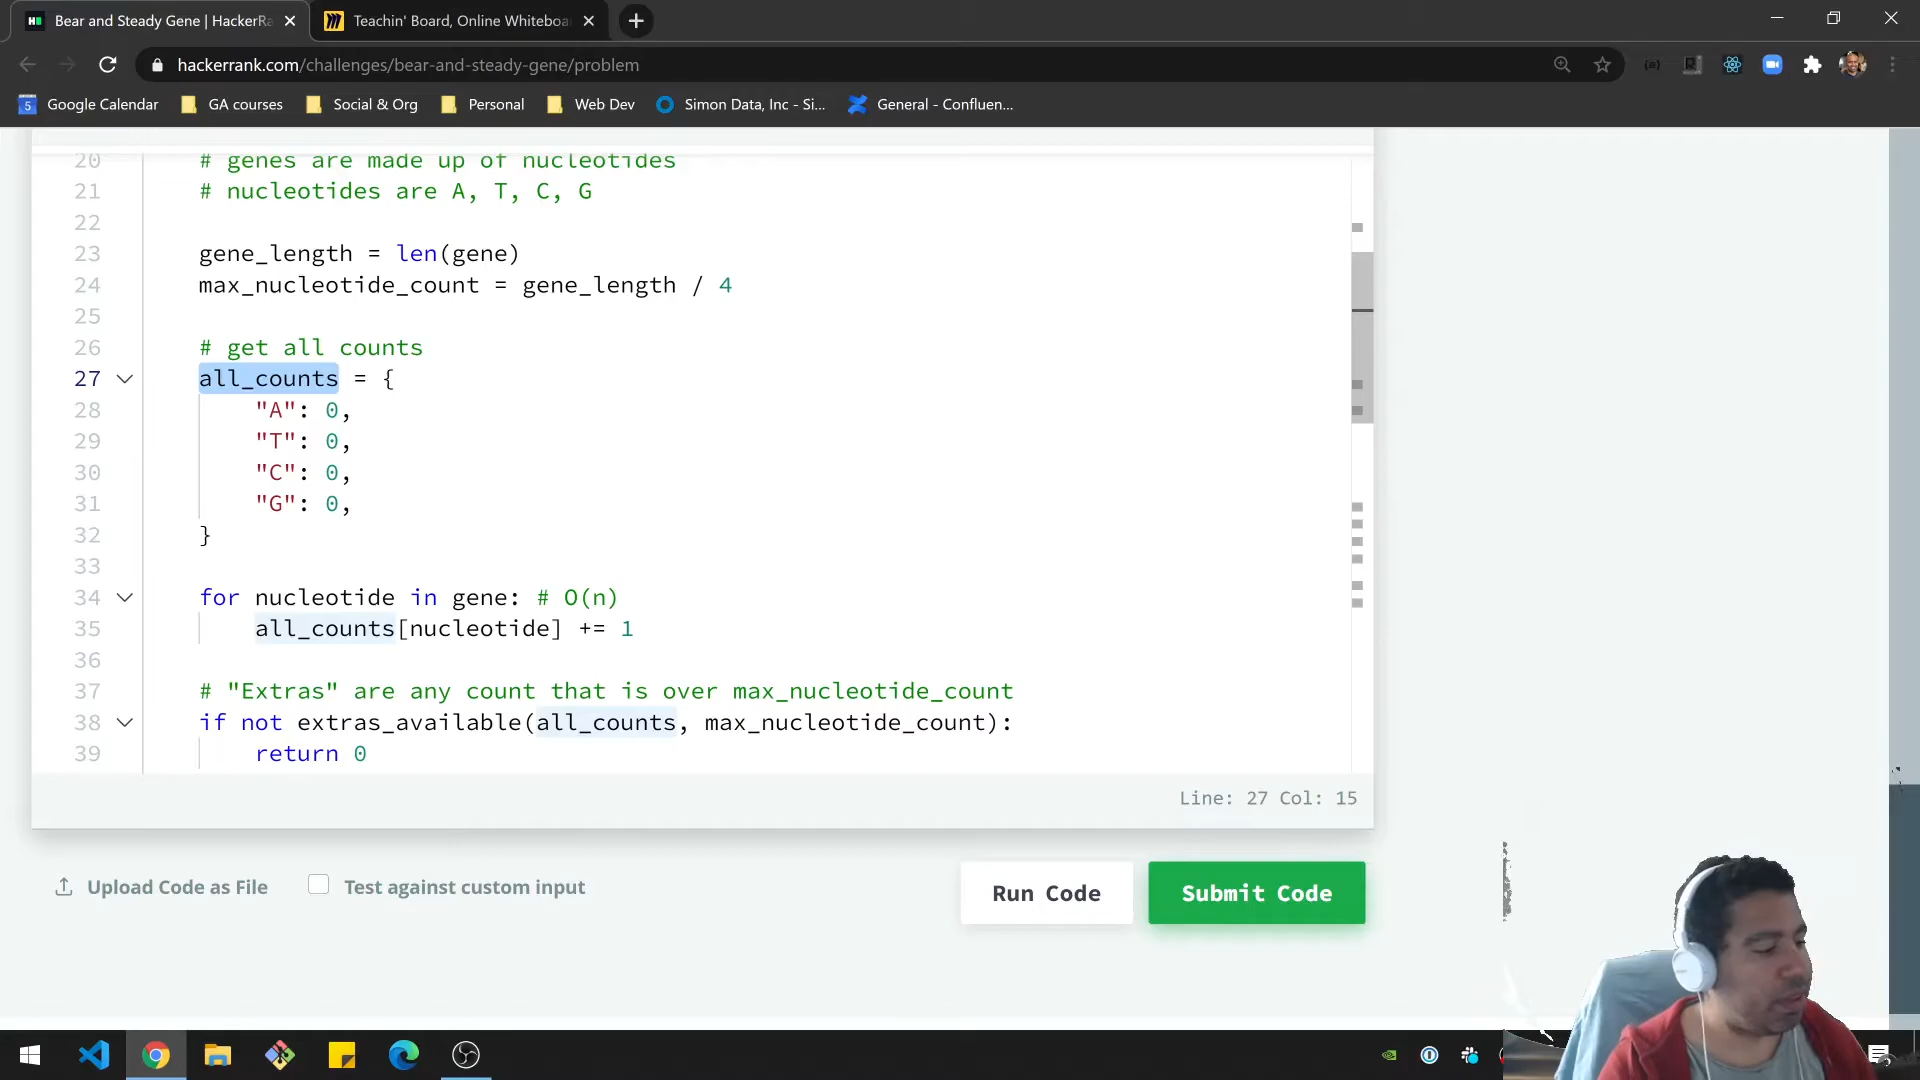 Bear and Steady Gene | HackerRa
Teachin' Board, Online Whiteboa
hackerrank.com/challenges/bear-and-steady-gene/problem
5 Google Calendar GA courses Social & Org Personal Web Dev Simon Data, Inc - Si... General - Confluen...
20 # genes are made up of nucleotides
21 # nucleotides are A, T, C, G
22
23 gene_length = len(gene)
24 max_nucleotide_count = gene_length / 4
25
26 # get all counts
27 all_counts = {
28 "A": 0,
29 "T": 0,
30 "C": 0,
31 "G": 0,
32 }
33
34 for nucleotide in gene: # O(n)
35 all_counts[nucleotide] += 1
36
37 # "Extras" are any count that is over max_nucleotide_count
38 if not extras_available(all_counts, max_nucleotide_count):
39 return 0
Line: 27 Col: 15
Upload Code as File Test against custom input Run Code Submit Code